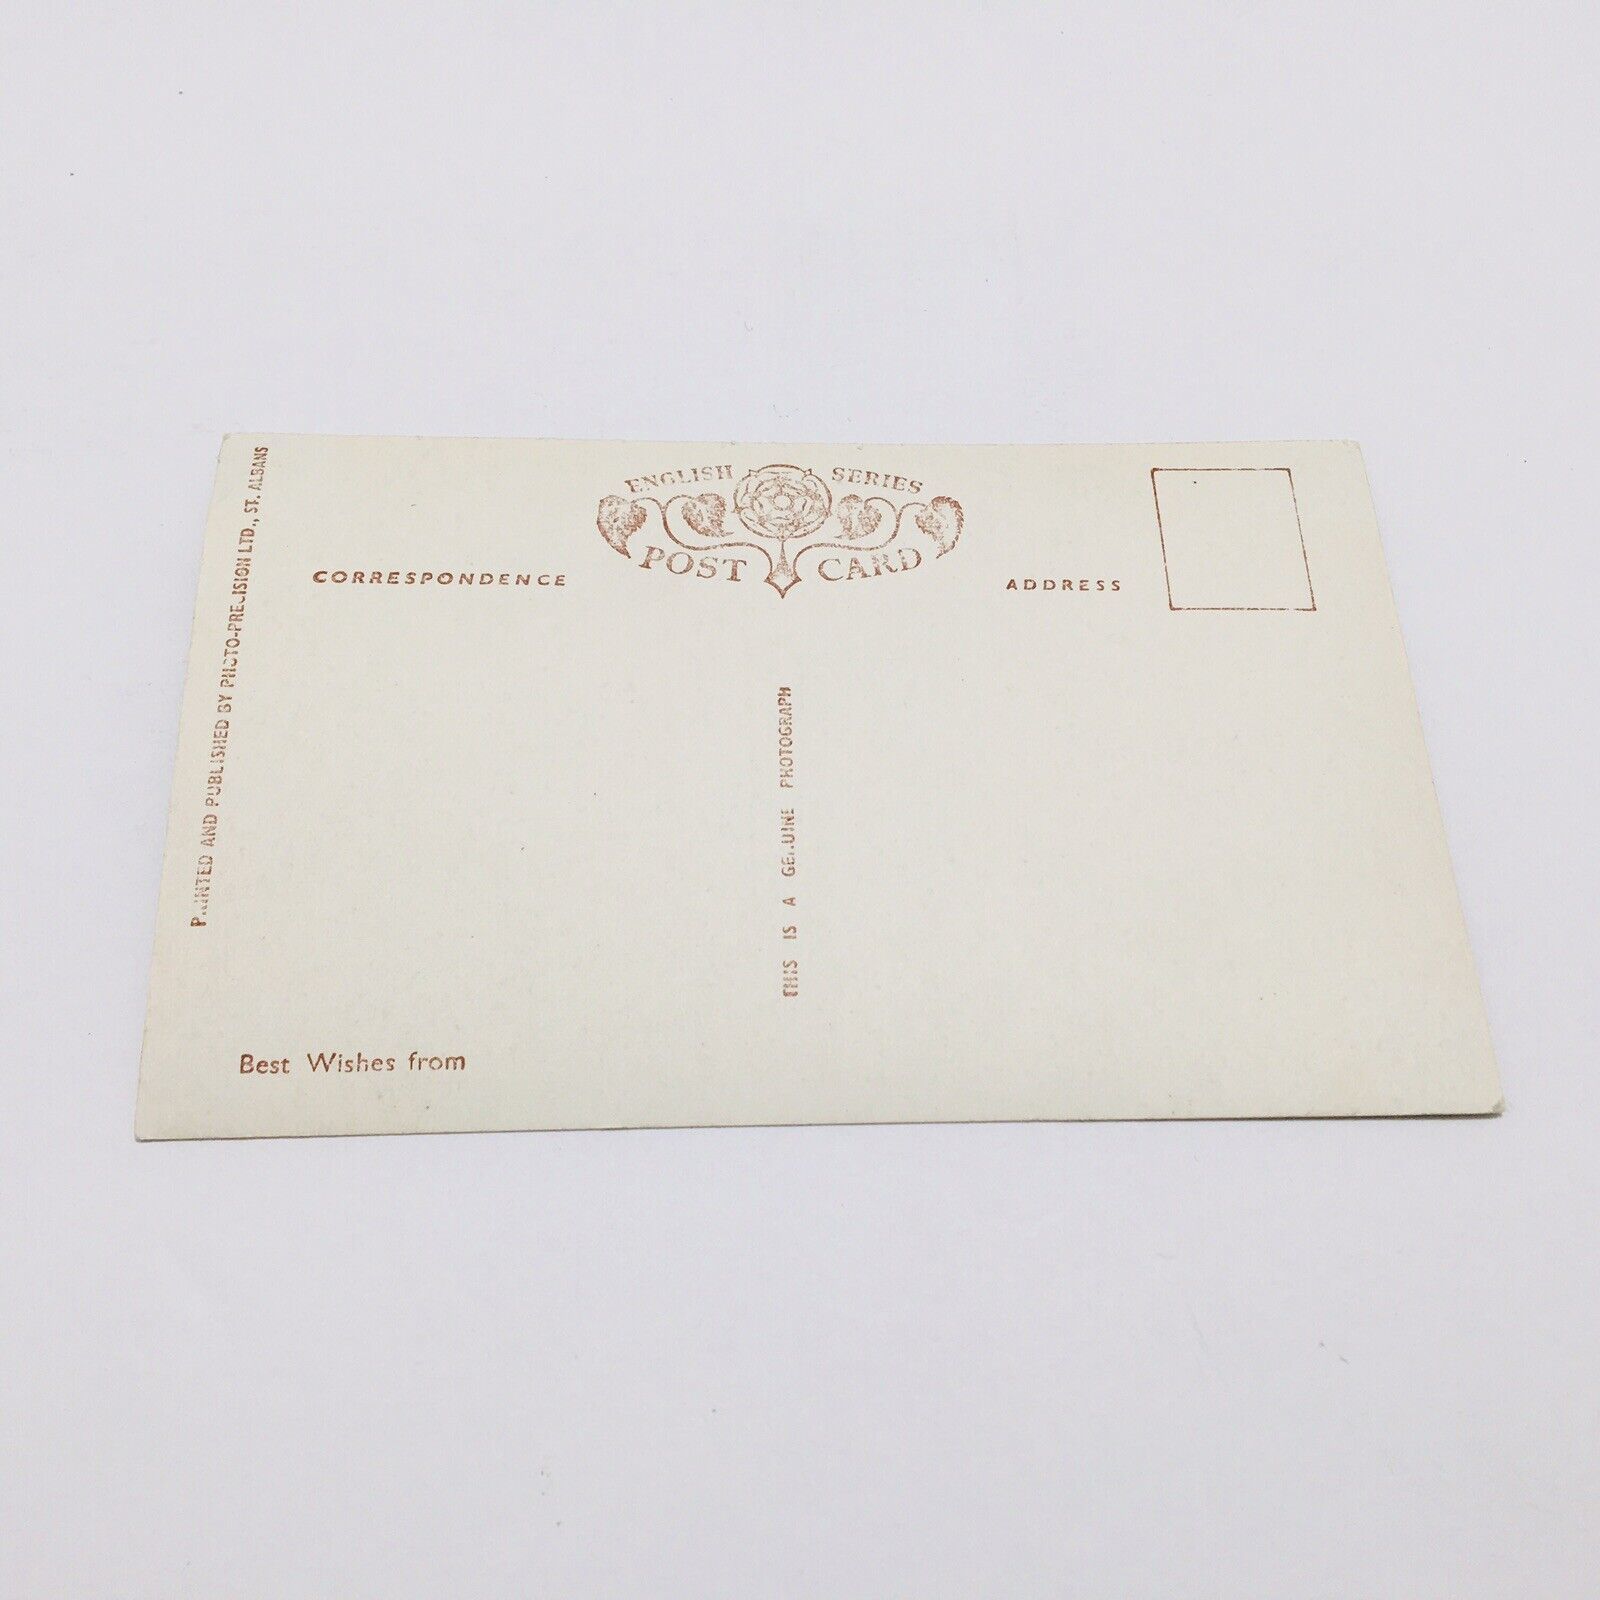 ENGLISH SERIES
POST CARD
CORRESPONDENCE
ADDRESS
PRINTED AND PUBLISHED BY PHOTO-PRECISION LTD., ST. ALBANS
THIS IS A GENUINE PHOTOGRAPH
Best Wishes from